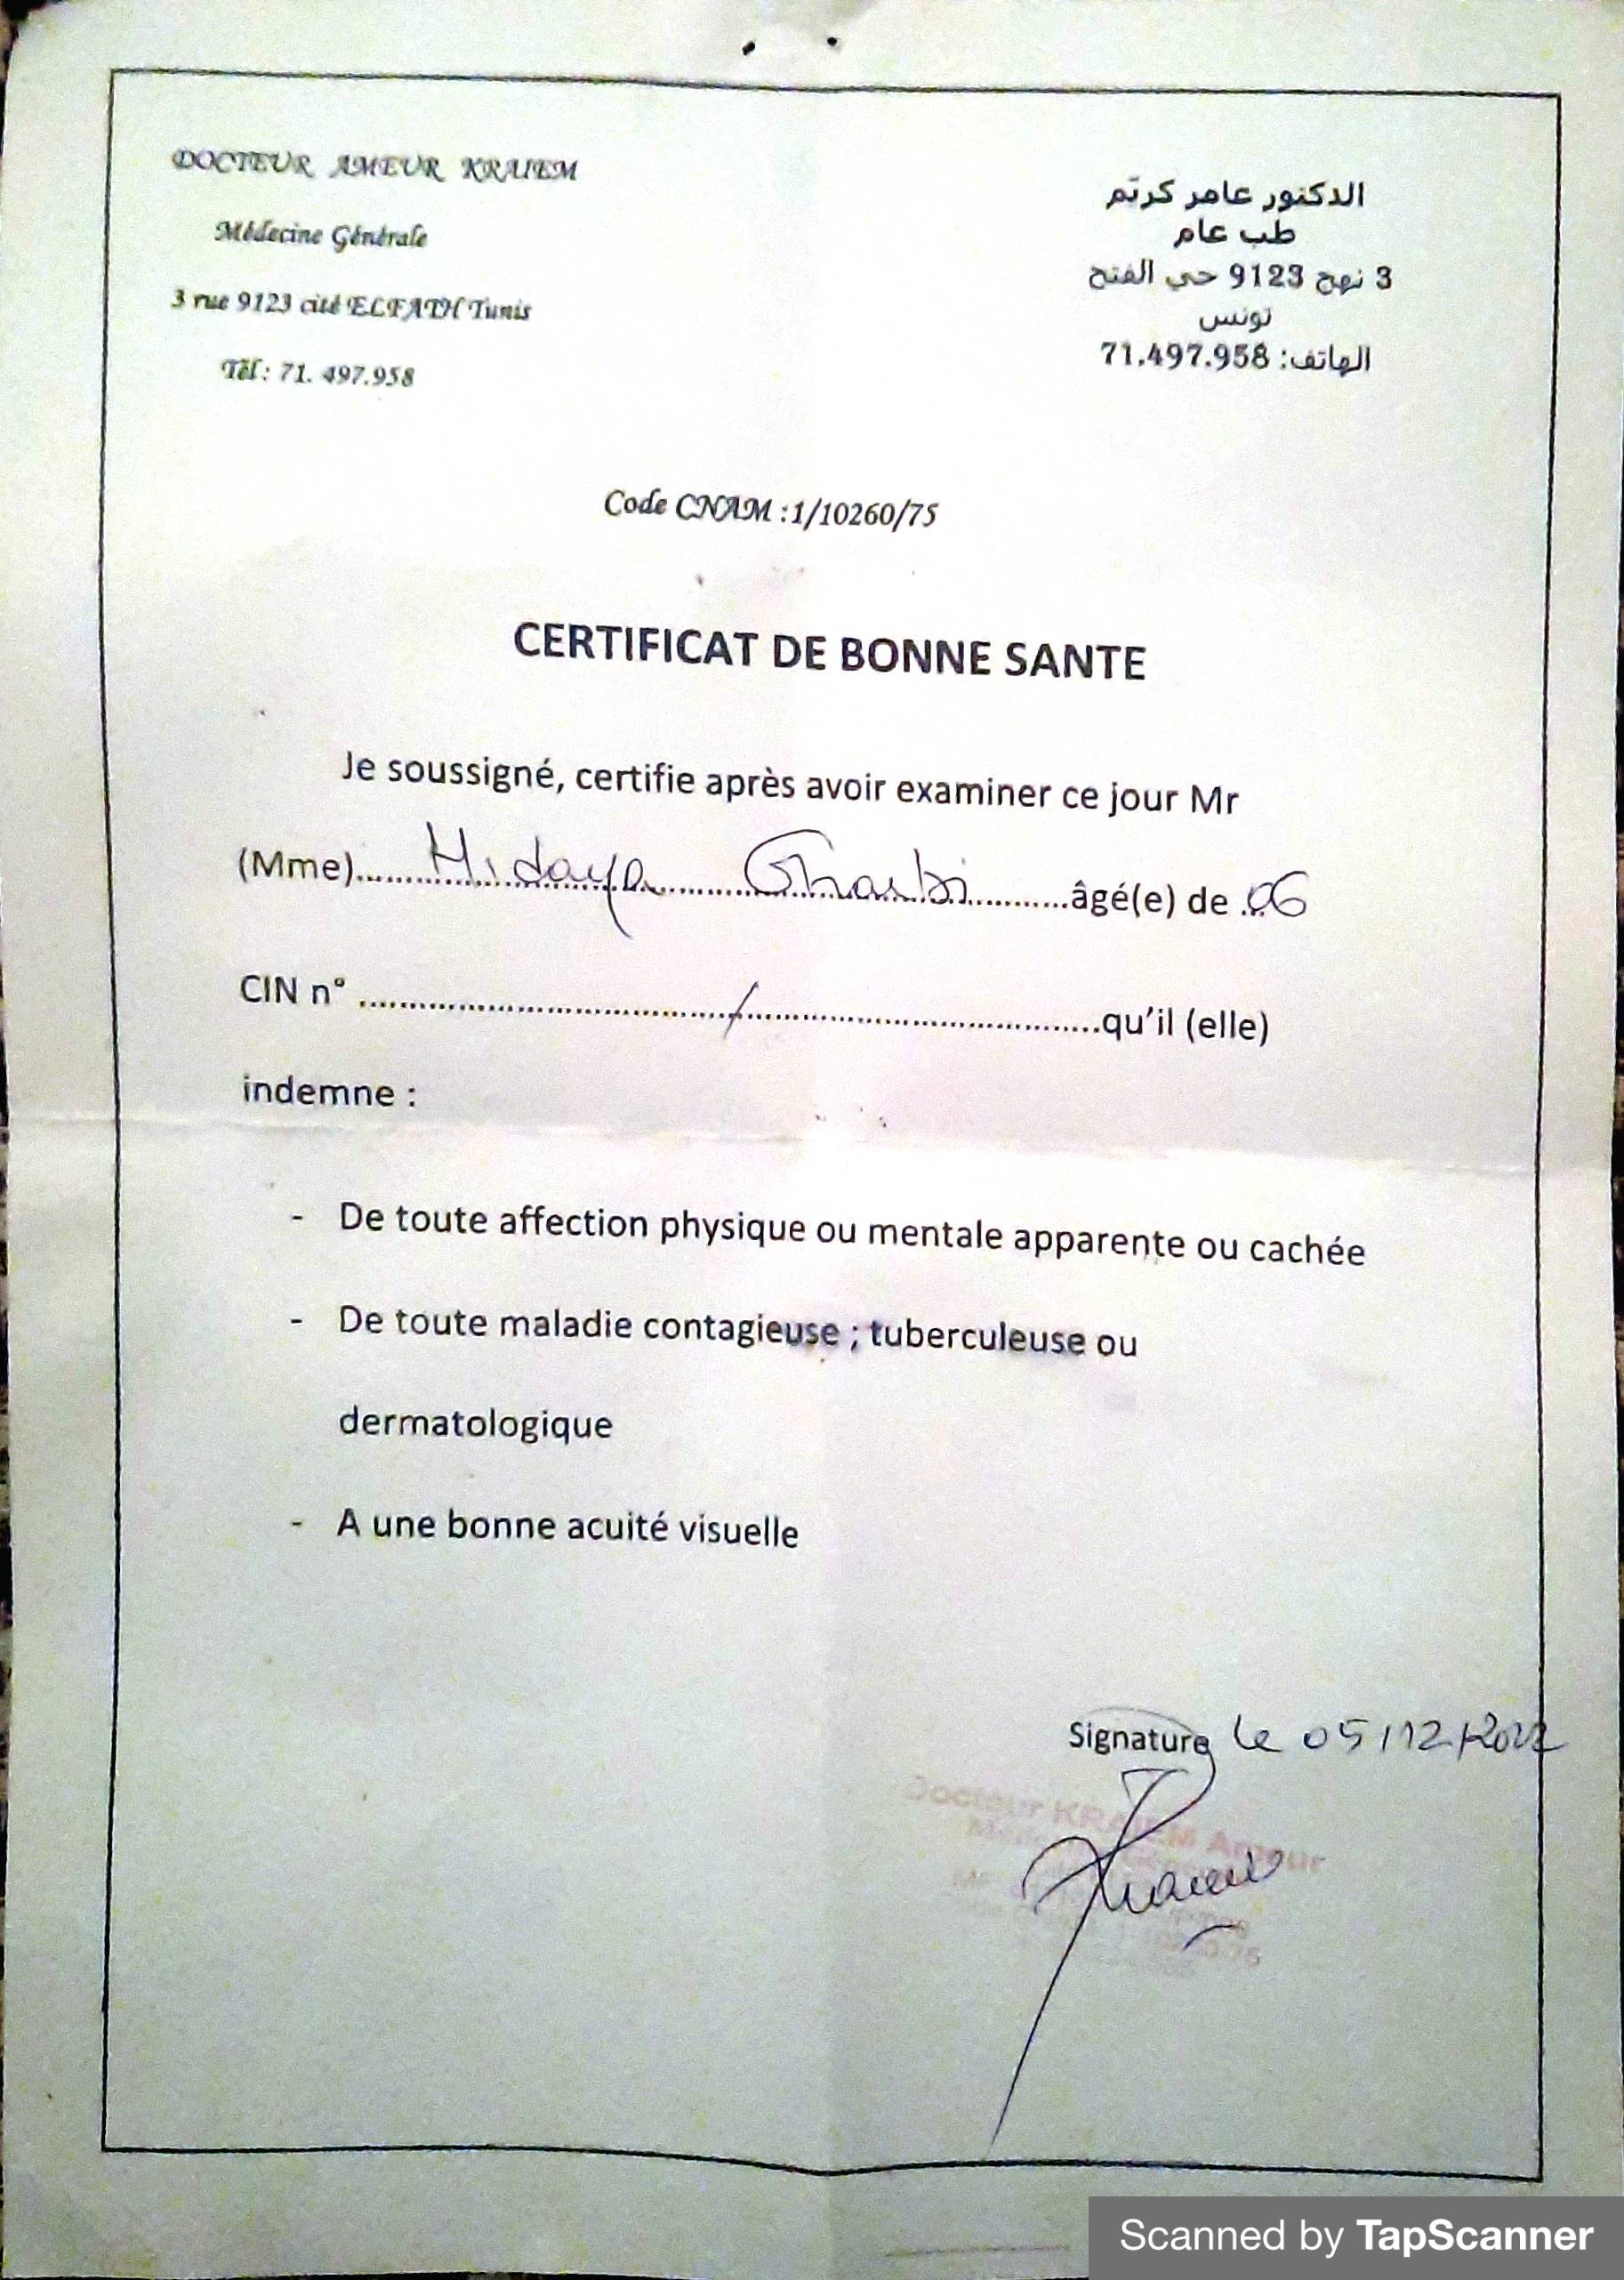 DOCTEUR AMEUR KRAIEM
Médecine Générale
3 rue 9123 cité ELFATH Tunis
Tél : 71. 497.958
الدكتور عامر كريّم
طب عام
3 نهج 9123 حي الفتح
تونس
الهاتف: 71.497.958
Code CNAM :1/10260/75
CERTIFICAT DE BONNE SANTE
Je soussigné, certifie après avoir examiner ce jour Mr
(Mme)....Hidaya Gharbi....âgé(e) de ...06
CIN n° ......../........qu'il (elle)
indemne :
- De toute affection physique ou mentale apparente ou cachée
- De toute maladie contagieuse ; tuberculeuse ou
dermatologique
- A une bonne acuité visuelle
Signature le 05/12/2022
Docteur KRAIEM Ameur
Scanned by TapScanner